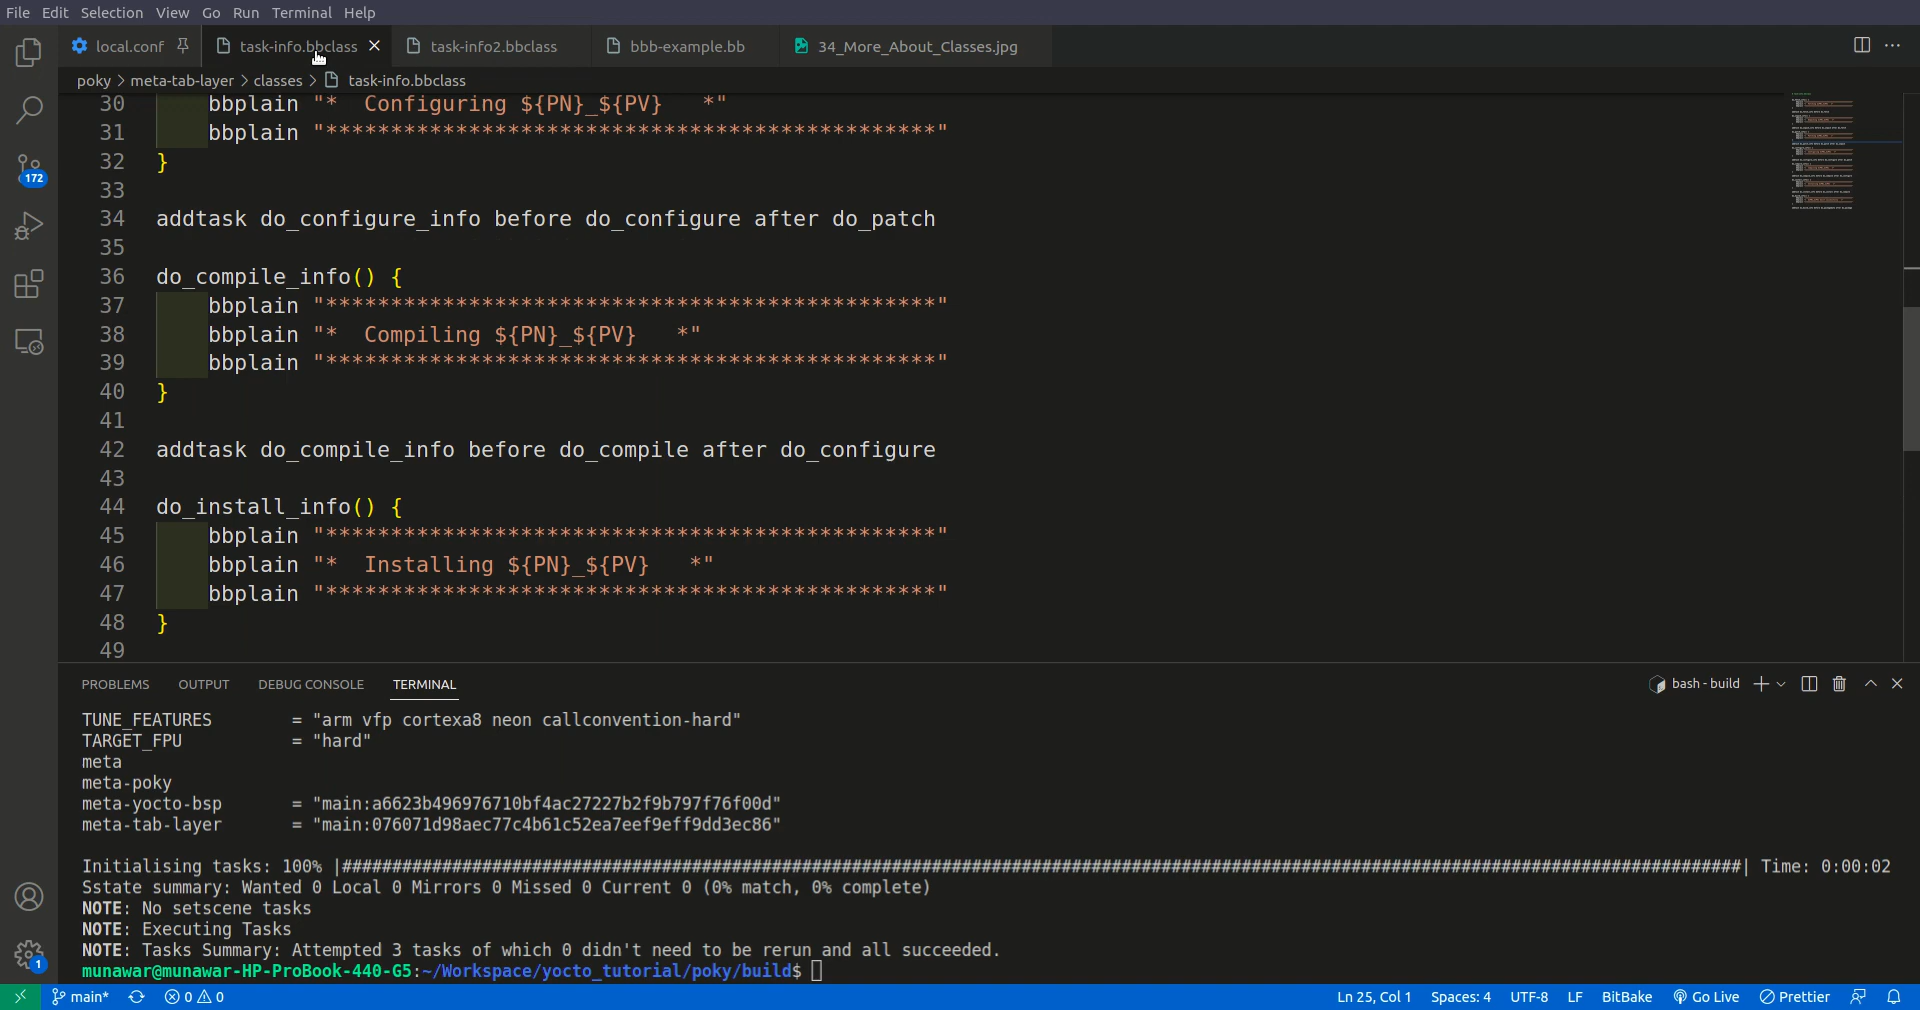 File Edit Selection View Go Run Terminal Help
local.conf task-info.bbclass task-info2.bbclass bbb-example.bb 34_More_About_Classes.jpg
poky > meta-tab-layer > classes > task-info.bbclass
30 bbplain "*  Configuring ${PN}_${PV}   *"
31 bbplain "***********************************************"
32 }
33
34 addtask do_configure_info before do_configure after do_patch
35
36 do_compile_info() {
37 bbplain "***********************************************"
38 bbplain "*  Compiling ${PN}_${PV}   *"
39 bbplain "***********************************************"
40 }
41
42 addtask do_compile_info before do_compile after do_configure
43
44 do_install_info() {
45 bbplain "***********************************************"
46 bbplain "*  Installing ${PN}_${PV}   *"
47 bbplain "***********************************************"
48 }
49
172
PROBLEMS OUTPUT DEBUG CONSOLE TERMINAL bash - build
TUNE_FEATURES        = "arm vfp cortexa8 neon callconvention-hard"
TARGET_FPU           = "hard"
meta
meta-poky
meta-yocto-bsp       = "main:a6623b496976710bf4ac27227b2f9b797f76f00d"
meta-tab-layer       = "main:076071d98aec77c4b61c52ea7eef9eff9dd3ec86"
Initialising tasks: 100% |############################################################################################################################################| Time: 0:00:02
Sstate summary: Wanted 0 Local 0 Mirrors 0 Missed 0 Current 0 (0% match, 0% complete)
NOTE: No setscene tasks
NOTE: Executing Tasks
NOTE: Tasks Summary: Attempted 3 tasks of which 0 didn't need to be rerun and all succeeded.
munawar@munawar-HP-ProBook-440-G5:~/Workspace/yocto_tutorial/poky/build$
1
main* 0 0 Ln 25, Col 1 Spaces: 4 UTF-8 LF BitBake Go Live Prettier